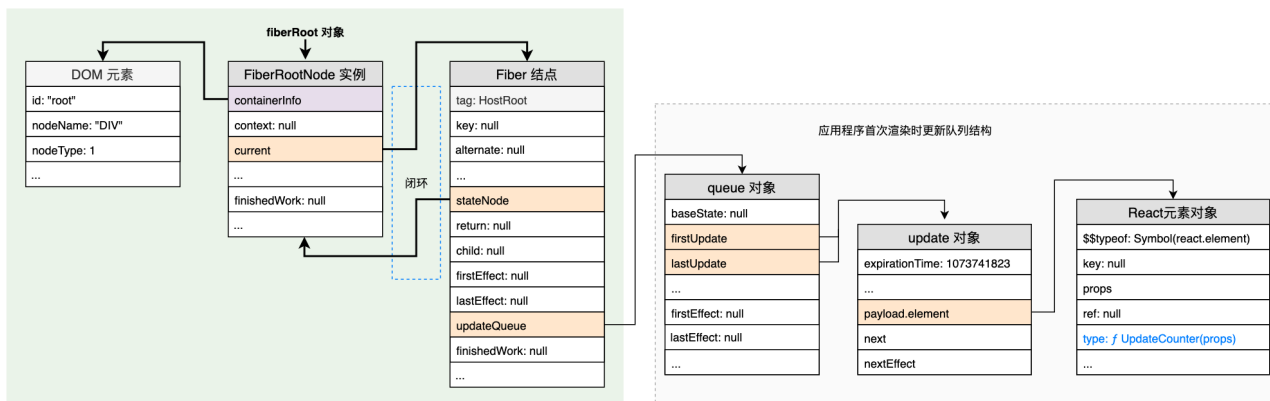 fiberRoot 对象
DOM 元素
id: "root"
nodeName: "DIV"
nodeType: 1
...
FiberRootNode 实例
containerInfo
context: null
current
...
finishedWork: null
...
闭环
Fiber 结点
tag: HostRoot
key: null
alternate: null
...
stateNode
return: null
child: null
firstEffect: null
lastEffect: null
updateQueue
finishedWork: null
...
应用程序首次渲染时更新队列结构
queue 对象
baseState: null
firstUpdate
lastUpdate
...
firstEffect: null
lastEffect: null
...
update 对象
expirationTime: 1073741823
...
payload.element
next
nextEffect
React元素对象
$$typeof: Symbol(react.element)
key: null
props
ref: null
type: ƒ UpdateCounter(props)
...